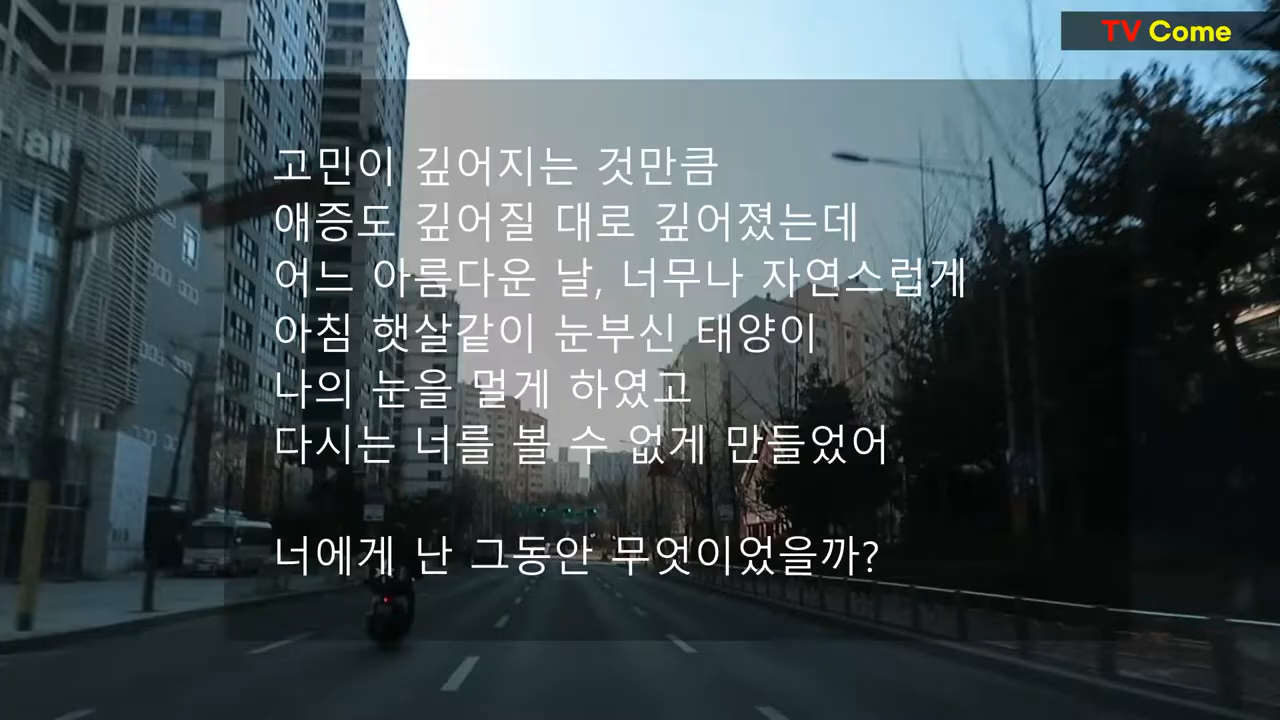 TV Come
all
고민이 깊어지는 것만큼
애증도 깊어질 대로 깊어졌는데
어느 아름다운 날, 너무나 자연스럽게
아침 햇살같이 눈부신 태양이
나의 눈을 멀게 하였고
다시는 너를 볼 수 없게 만들었어
너에게 난 그동안 무엇이었을까?